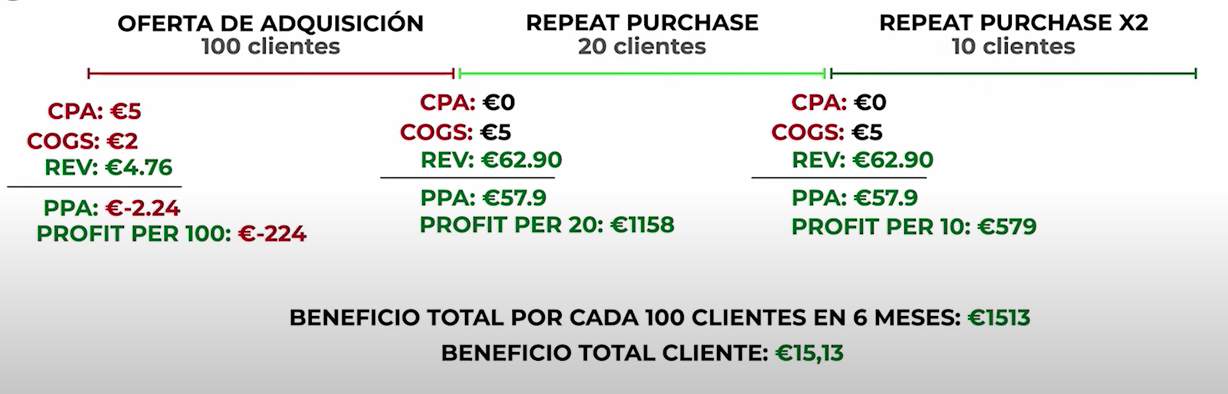 OFERTA DE ADQUISICIÓN
100 clientes
CPA: €5
COGS: €2
REV: €4.76
PPA: €-2.24
PROFIT PER 100: €-224
REPEAT PURCHASE
20 clientes
CPA: €0
COGS: €5
REV: €62.90
PPA: €57.9
PROFIT PER 20: €1158
REPEAT PURCHASE X2
10 clientes
CPA: €0
COGS: €5
REV: €62.90
PPA: €57.9
PROFIT PER 10: €579
BENEFICIO TOTAL POR CADA 100 CLIENTES EN 6 MESES: €1513
BENEFICIO TOTAL CLIENTE: €15,13